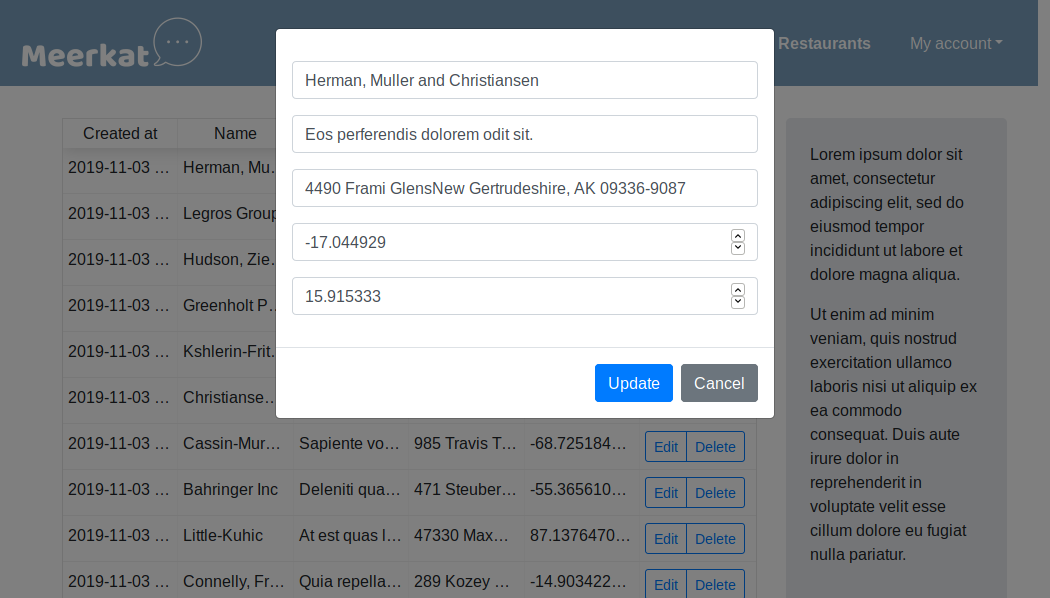 Meerkat
Restaurants
My account
Herman, Muller and Christiansen
Eos perferendis dolorem odit sit.
4490 Frami GlensNew Gertrudeshire, AK 09336-9087
-17.044929
15.915333
Update Cancel
Created at Name
2019-11-03 ... Herman, Mu...
2019-11-03 ... Legros Group
2019-11-03 ... Hudson, Zie...
2019-11-03 ... Greenholt P...
2019-11-03 ... Kshlerin-Frit...
2019-11-03 ... Christianse...
2019-11-03 ... Cassin-Mur... Sapiente vo... 985 Travis T... -68.725184... Edit Delete
2019-11-03 ... Bahringer Inc Deleniti qua... 471 Steuber... -55.365610... Edit Delete
2019-11-03 ... Little-Kuhic At est quas l... 47330 Max... 87.1376470... Edit Delete
2019-11-03 ... Connelly, Fr... Quia repella... 289 Kozey ... -14.903422... Edit Delete
Lorem ipsum dolor sit
amet, consectetur
adipiscing elit, sed do
eiusmod tempor
incididunt ut labore et
dolore magna aliqua.
Ut enim ad minim
veniam, quis nostrud
exercitation ullamco
laboris nisi ut aliquip ex
ea commodo
consequat. Duis aute
irure dolor in
reprehenderit in
voluptate velit esse
cillum dolore eu fugiat
nulla pariatur.